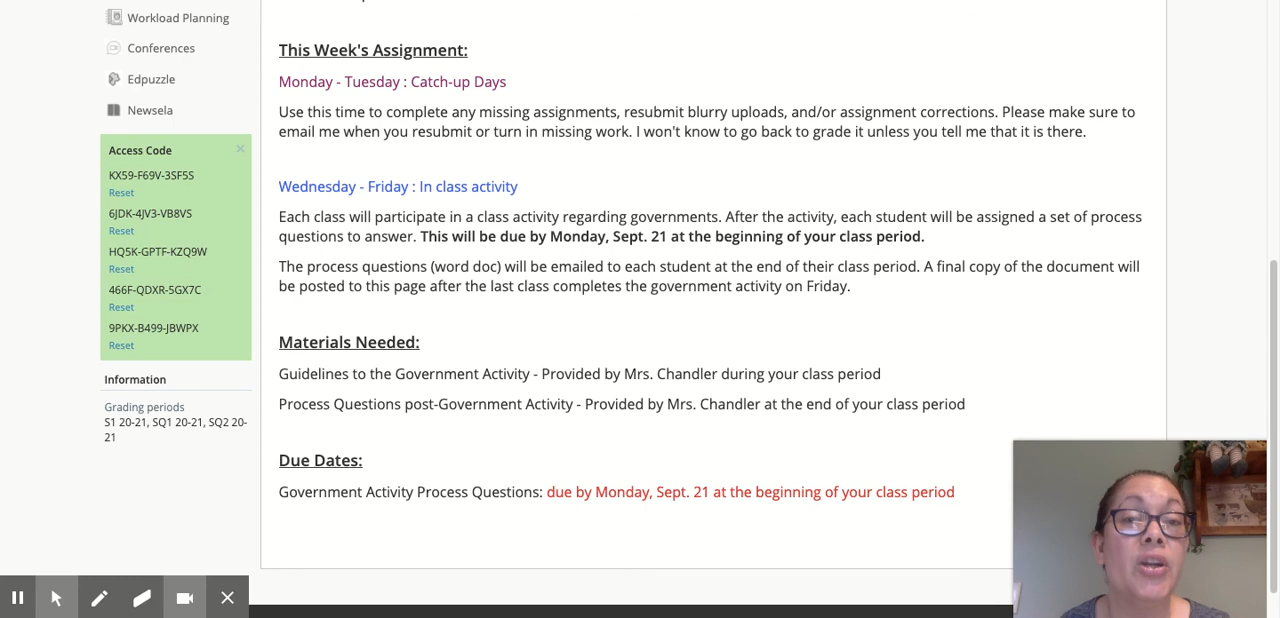 Workload Planning
Conferences
Edpuzzle
Newsela
Access Code
KX59-F69V-3SF5S
Reset
6JDK-4JV3-VB8VS
Reset
HQ5K-GPTF-KZQ9W
Reset
466F-QDXR-5GX7C
Reset
9PKX-B499-JBWPX
Reset
Information
Grading periods
S1 20-21, SQ1 20-21, SQ2 20-
21
This Week's Assignment:
Monday - Tuesday : Catch-up Days
Use this time to complete any missing assignments, resubmit blurry uploads, and/or assignment corrections. Please make sure to
email me when you resubmit or turn in missing work. I won't know to go back to grade it unless you tell me that it is there.
Wednesday - Friday : In class activity
Each class will participate in a class activity regarding governments. After the activity, each student will be assigned a set of process
questions to answer. This will be due by Monday, Sept. 21 at the beginning of your class period.
The process questions (word doc) will be emailed to each student at the end of their class period. A final copy of the document will
be posted to this page after the last class completes the government activity on Friday.
Materials Needed:
Guidelines to the Government Activity - Provided by Mrs. Chandler during your class period
Process Questions post-Government Activity - Provided by Mrs. Chandler at the end of your class period
Due Dates:
Government Activity Process Questions: due by Monday, Sept. 21 at the beginning of your class period